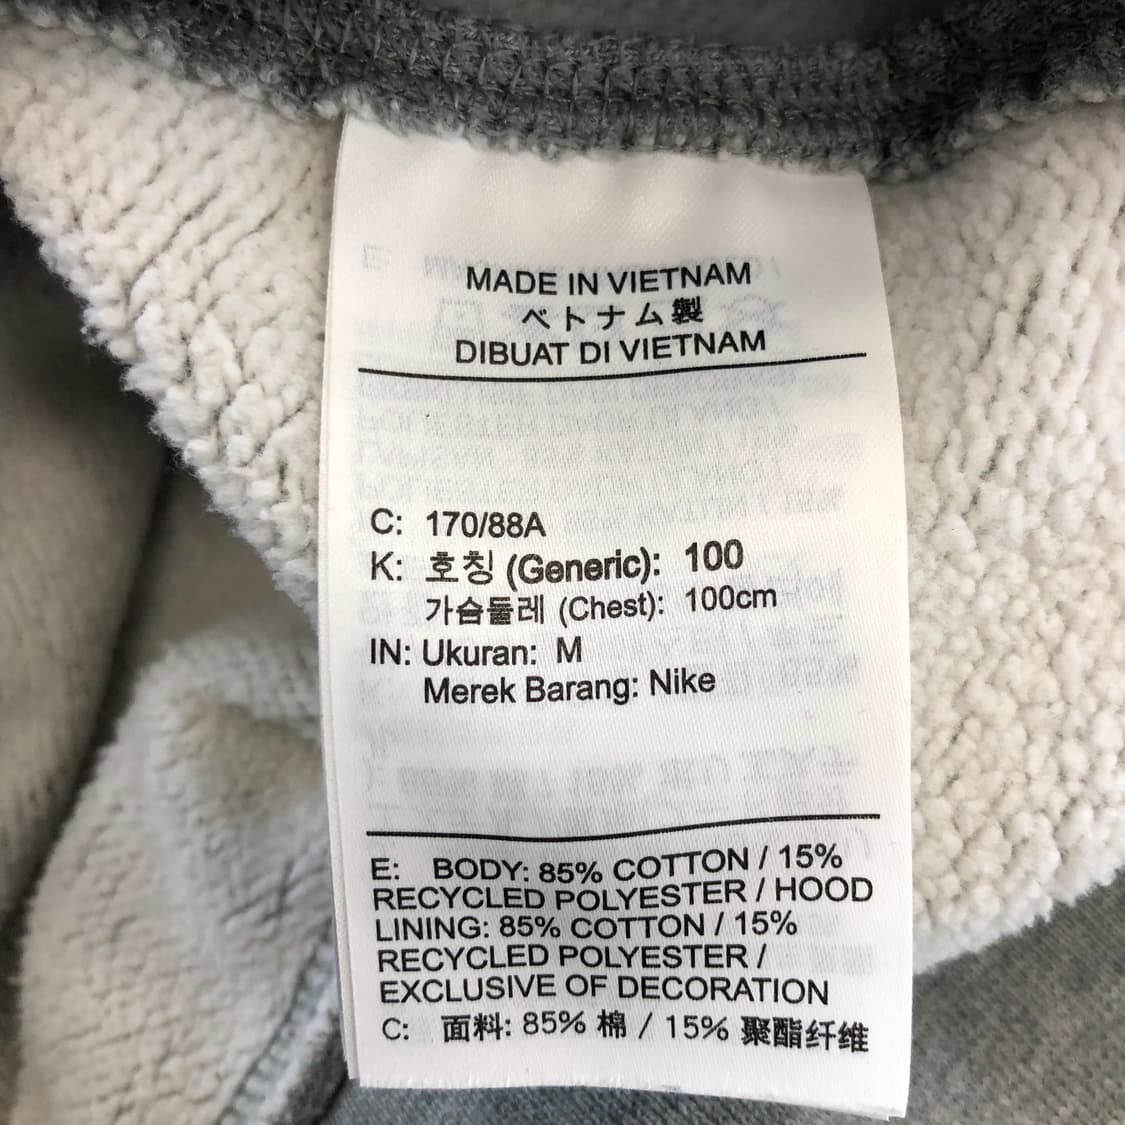 MADE IN VIETNAM
ベトナム製
DIBUAT DI VIETNAM
C: 170/88A
K: 호칭 (Generic): 100
가슴둘레 (Chest): 100cm
IN: Ukuran: M
Merek Barang: Nike
E: BODY: 85% COTTON / 15%
RECYCLED POLYESTER / HOOD
LINING: 85% COTTON / 15%
RECYCLED POLYESTER /
EXCLUSIVE OF DECORATION
C: 面料: 85% 棉 / 15% 聚酯纤维